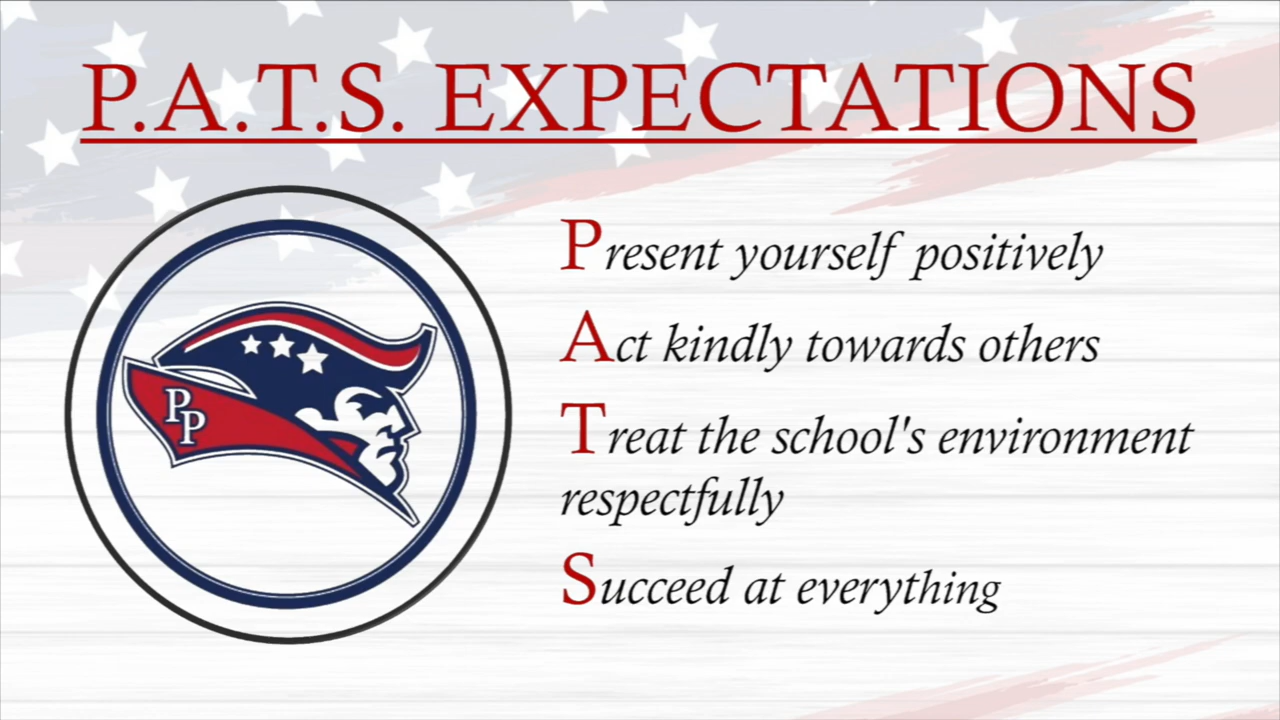 P.A.T.S. EXPECTATIONS
Present yourself positively
Act kindly towards others
PP
Treat the school's environment
respectfully
Succeed at everything